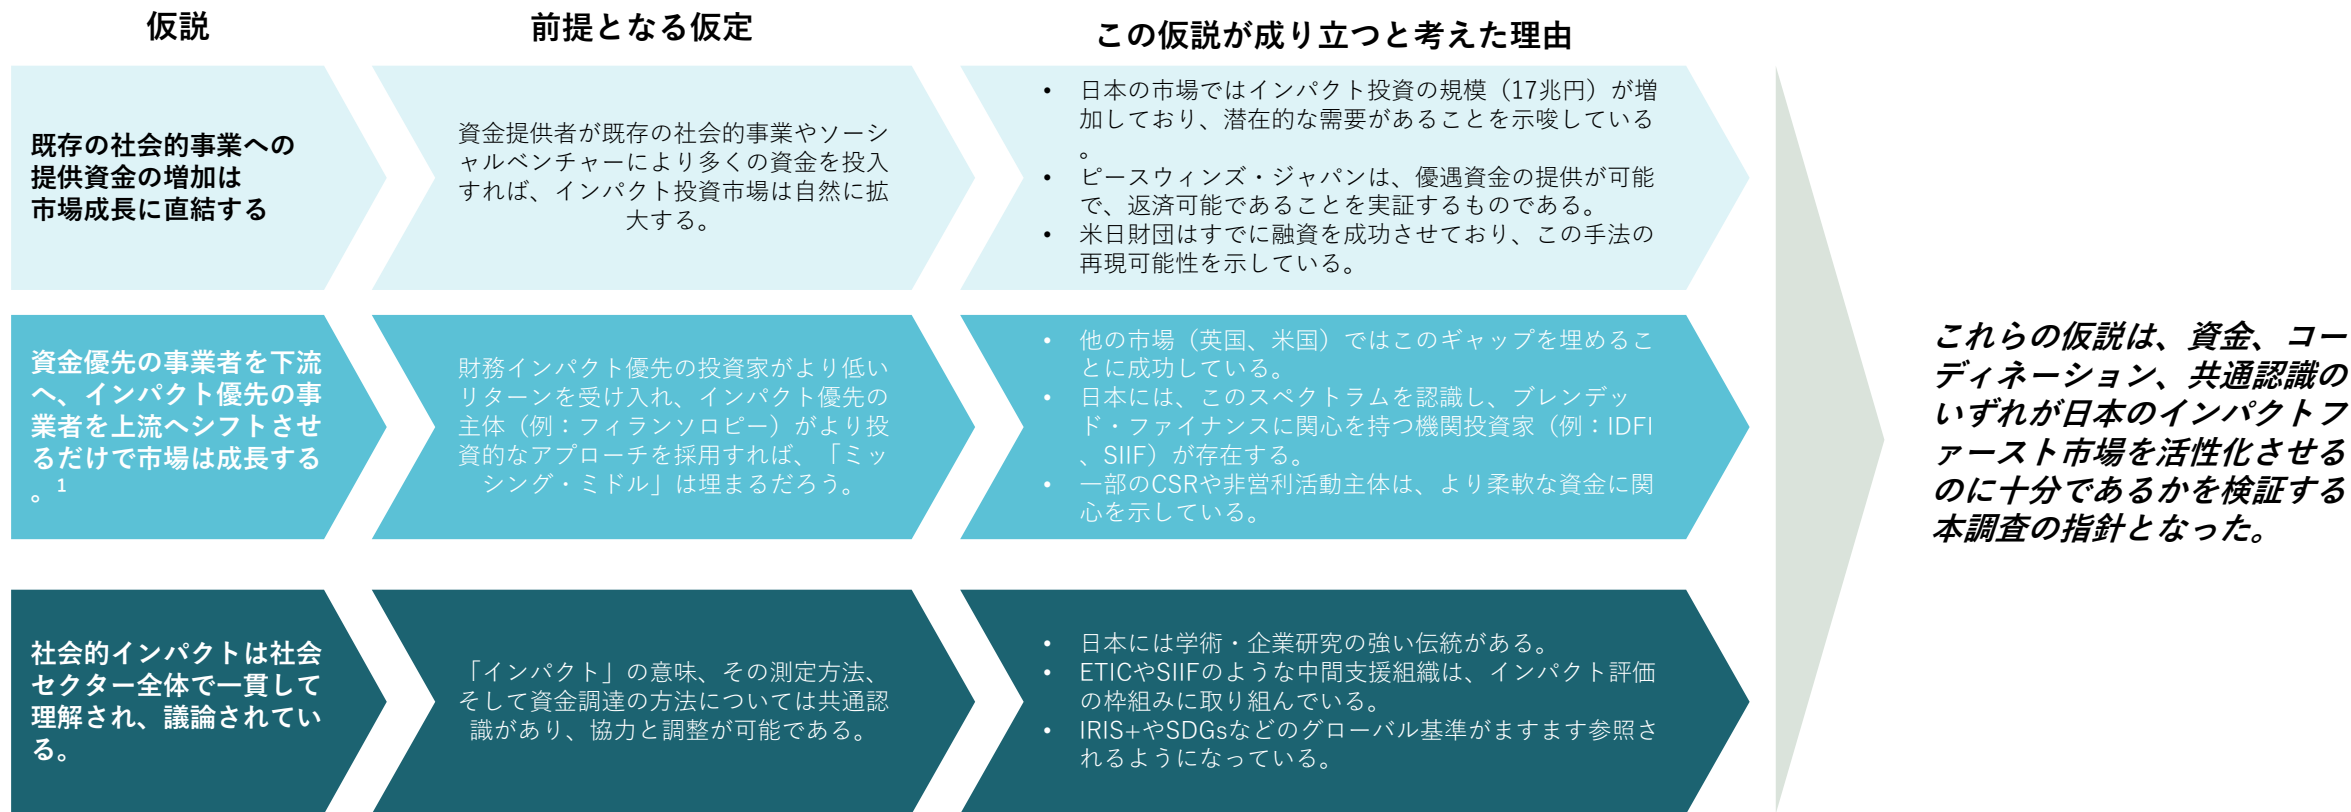 仮説
前提となる仮定
この仮説が成り立つと考えた理由
既存の社会的事業への
提供資金の増加は
市場成長に直結する
資金提供者が既存の社会的事業やソーシ
ャルベンチャーにより多くの資金を投入
すれば、インパクト投資市場は自然に拡
大する。
• 日本の市場ではインパクト投資の規模（17兆円）が増
加しており、潜在的な需要があることを示唆している
。
• ピースウィンズ・ジャパンは、優遇資金の提供が可能
で、返済可能であることを実証するものである。
• 米日財団はすでに融資を成功させており、この手法の
再現可能性を示している。
資金優先の事業者を下流
へ、インパクト優先の事
業者を上流へシフトさせ
るだけで市場は成長する
。1
財務インパクト優先の投資家がより低い
リターンを受け入れ、インパクト優先の
主体（例：フィランソロピー）がより投
資的なアプローチを採用すれば、「ミッ
シング・ミドル」は埋まるだろう。
• 他の市場（英国、米国）ではこのギャップを埋めるこ
とに成功している。
• 日本には、このスペクトラムを認識し、ブレンデッ
ド・ファイナンスに関心を持つ機関投資家（例：IDFI
、SIIF）が存在する。
• 一部のCSRや非営利活動主体は、より柔軟な資金に関
心を示している。
社会的インパクトは社会
セクター全体で一貫して
理解され、議論されてい
る。
「インパクト」の意味、その測定方法、
そして資金調達の方法については共通認
識があり、協力と調整が可能である。
• 日本には学術・企業研究の強い伝統がある。
• ETICやSIIFのような中間支援組織は、インパクト評価
の枠組みに取り組んでいる。
• IRIS+やSDGsなどのグローバル基準がますます参照さ
れるようになっている。
これらの仮説は、資金、コー
ディネーション、共通認識の
いずれが日本のインパクトフ
ァースト市場を活性化させる
のに十分であるかを検証する
本調査の指針となった。